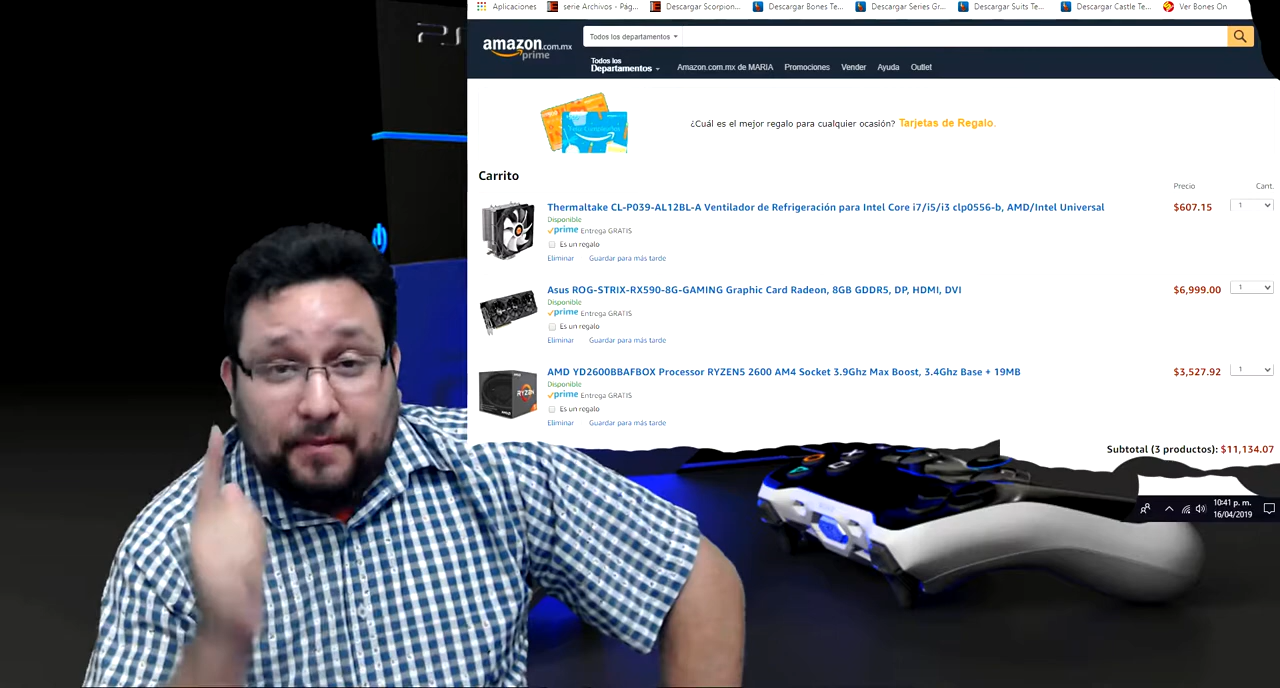 Aplicaciones
serie Archivos - Pág...
Descargar Scorpion...
Descargar Bones Te...
Descargar Series Gr...
Descargar Suits Te...
Descargar Castle Te...
Ver Bones On
PS
amazon.com.mx
prime
Todos los departamentos
Todos los
Departamentos
Amazon.com.mx de MARIA
Promociones
Vender
Ayuda
Outlet
¿Cuál es el mejor regalo para cualquier ocasión? Tarjetas de Regalo.
Carrito
Precio
Cant.
Thermaltake CL-P039-AL12BL-A Ventilador de Refrigeración para Intel Core i7/i5/i3 clp0556-b, AMD/Intel Universal
$607.15
1
Disponible
prime Entrega GRATIS
Es un regalo
Eliminar
Guardar para más tarde
Asus ROG-STRIX-RX590-8G-GAMING Graphic Card Radeon, 8GB GDDR5, DP, HDMI, DVI
$6,999.00
1
Disponible
prime Entrega GRATIS
Es un regalo
Eliminar
Guardar para más tarde
AMD YD2600BBAFBOX Processor RYZEN5 2600 AM4 Socket 3.9Ghz Max Boost, 3.4Ghz Base + 19MB
$3,527.92
1
Disponible
prime Entrega GRATIS
Es un regalo
RYZEN
Eliminar
Guardar para más tarde
Subtotal (3 productos): $11,134.07
10:41 p. m.
16/04/2019